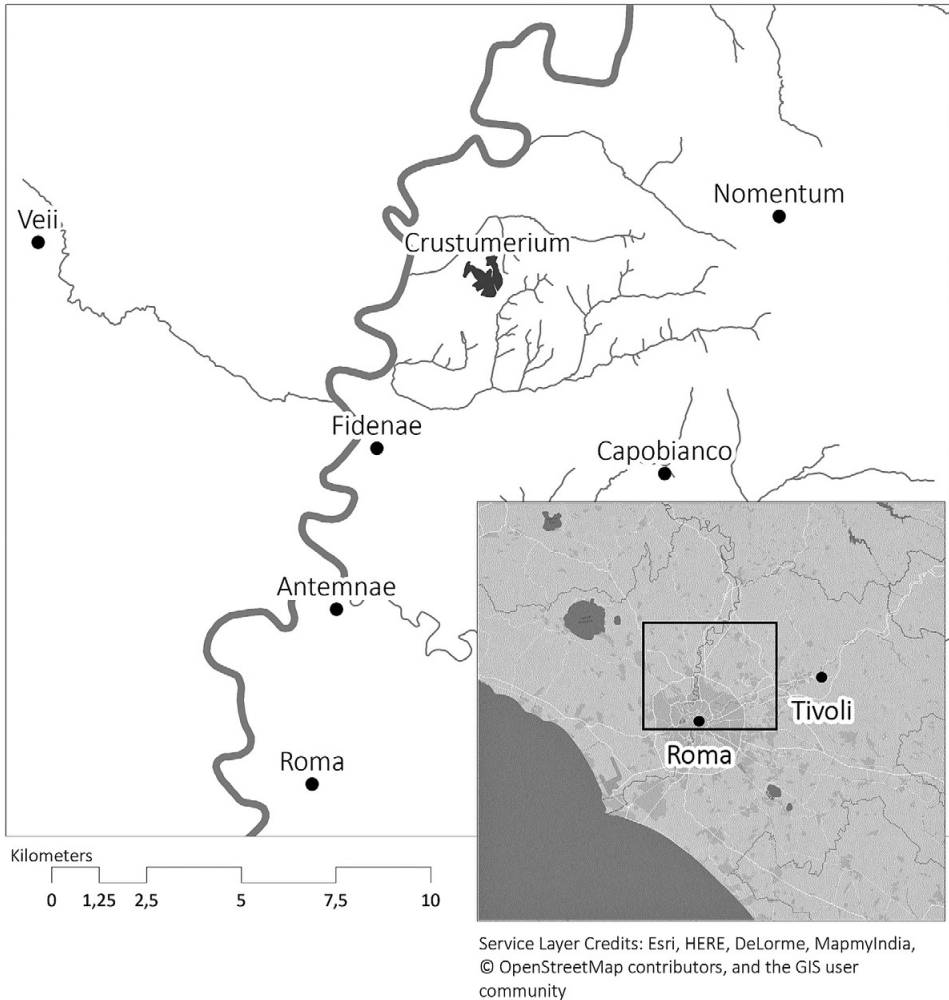 Nomentum
Veii
Crustumerium
Fidenae
Capobianco
Antemnae
Roma
Tivoli
Roma
Kilometers
0 1,25 2,5 5 7,5 10
Service Layer Credits: Esri, HERE, DeLorme, MapmyIndia,
© OpenStreetMap contributors, and the GIS user
community